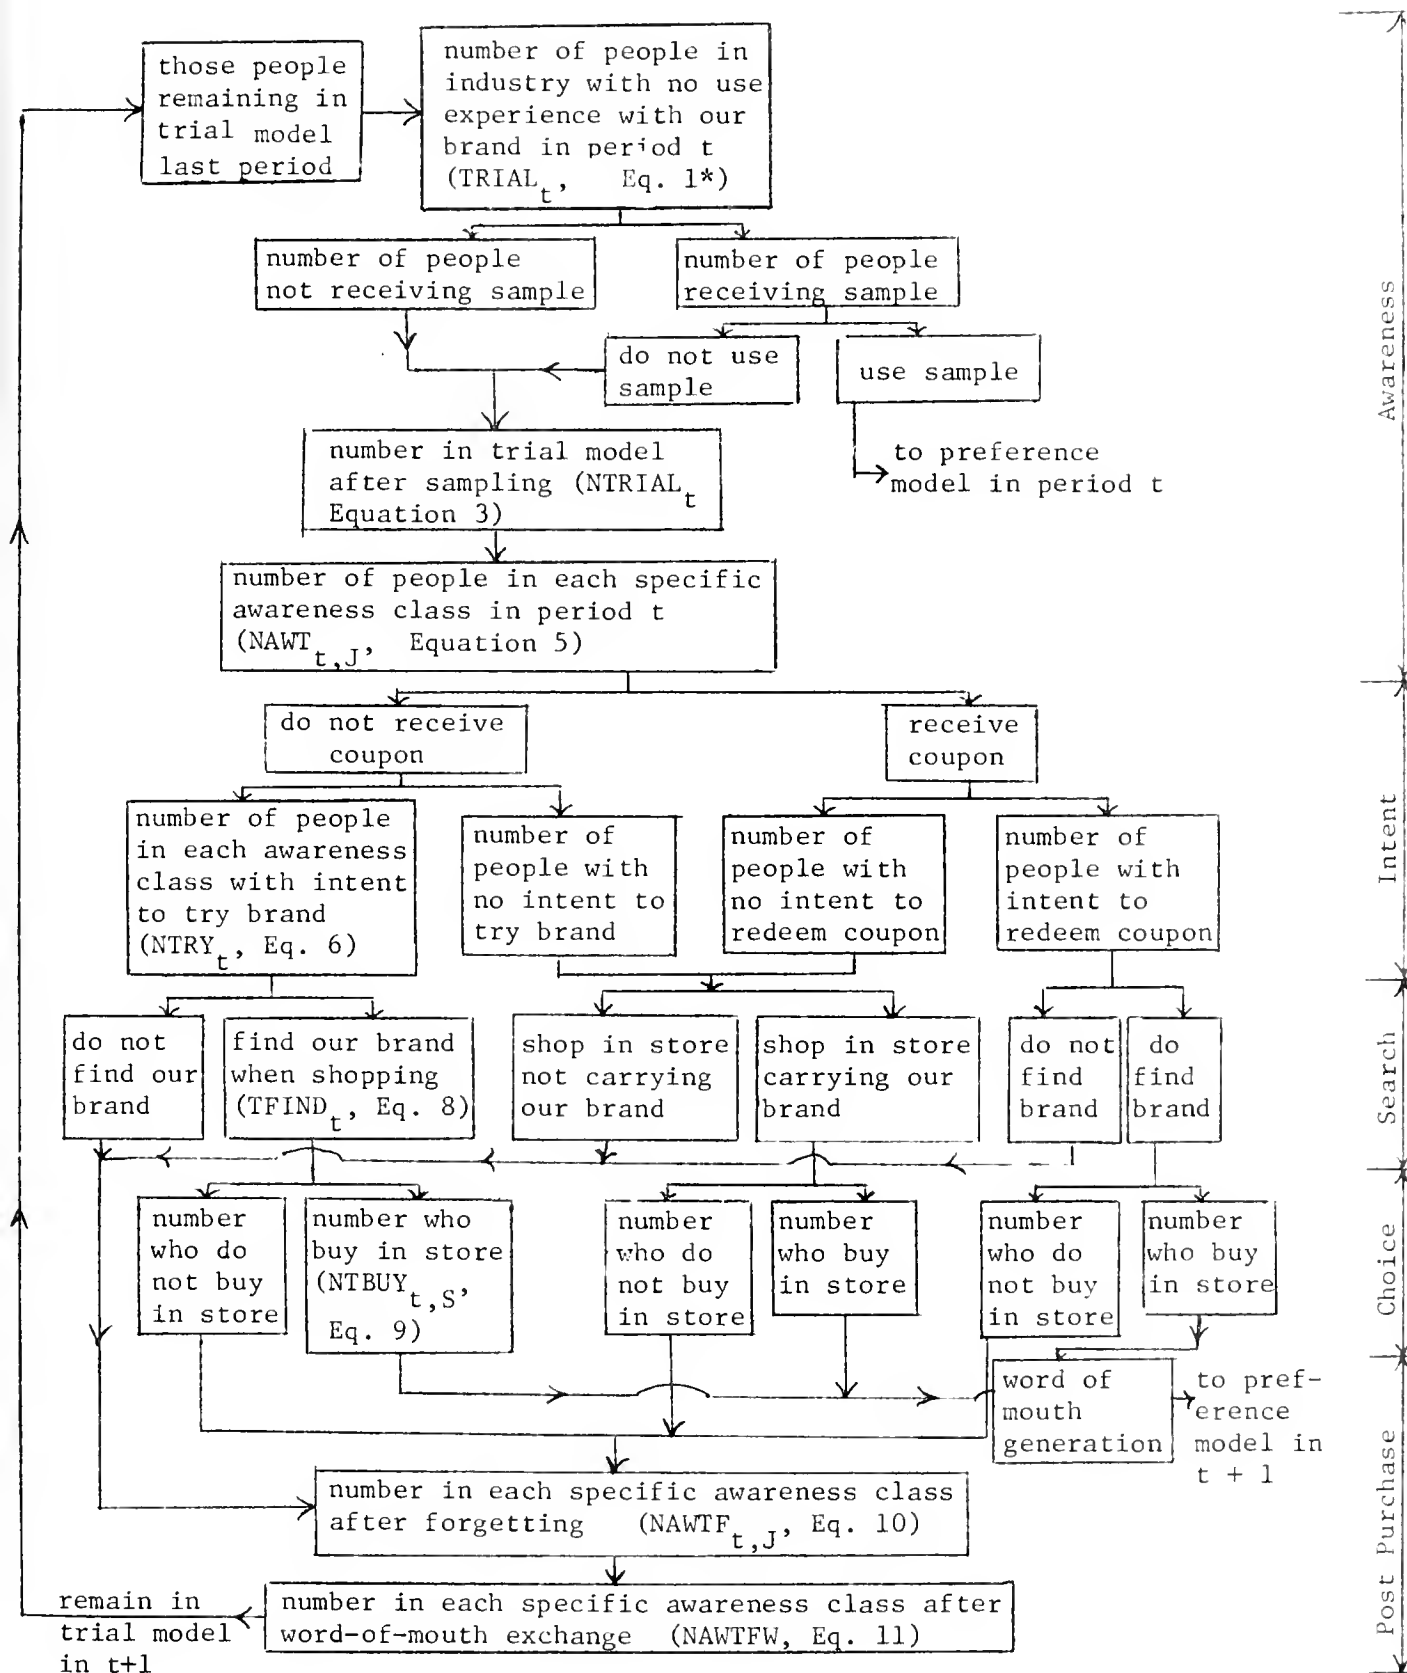 those people
remaining in
trial model
last period
number of people in
industry with no use
experience with our
brand in period t
(TRIAL_t, Eq. 1*)
number of people
not receiving sample
number of people
receiving sample
do not use
sample
use sample
to preference
model in period t
number in trial model
after sampling (NTRIAL_t
Equation 3)
number of people in each specific
awareness class in period t
(NAWT_t,J, Equation 5)
Awareness
do not receive
coupon
receive
coupon
number of people
in each awareness
class with intent
to try brand
(NTRY_t, Eq. 6)
number of
people with
no intent to
try brand
number of
people with
no intent to
redeem coupon
number of
people with
intent to
redeem coupon
Intent
do not
find our
brand
find our brand
when shopping
(TFIND_t, Eq. 8)
shop in store
not carrying
our brand
shop in store
carrying our
brand
do not
find
brand
do
find
brand
Search
number
who do
not buy
in store
number who
buy in store
(NTBUY_t,S,
Eq. 9)
number
who do
not buy
in store
number
who buy
in store
number
who do
not buy
in store
number
who buy
in store
Choice
word of
mouth
generation
to pref-
erence
model in
t + 1
number in each specific awareness class
after forgetting (NAWTF_t,J, Eq. 10)
number in each specific awareness class after
word-of-mouth exchange (NAWTFW, Eq. 11)
remain in
trial model
in t+1
Post Purchase